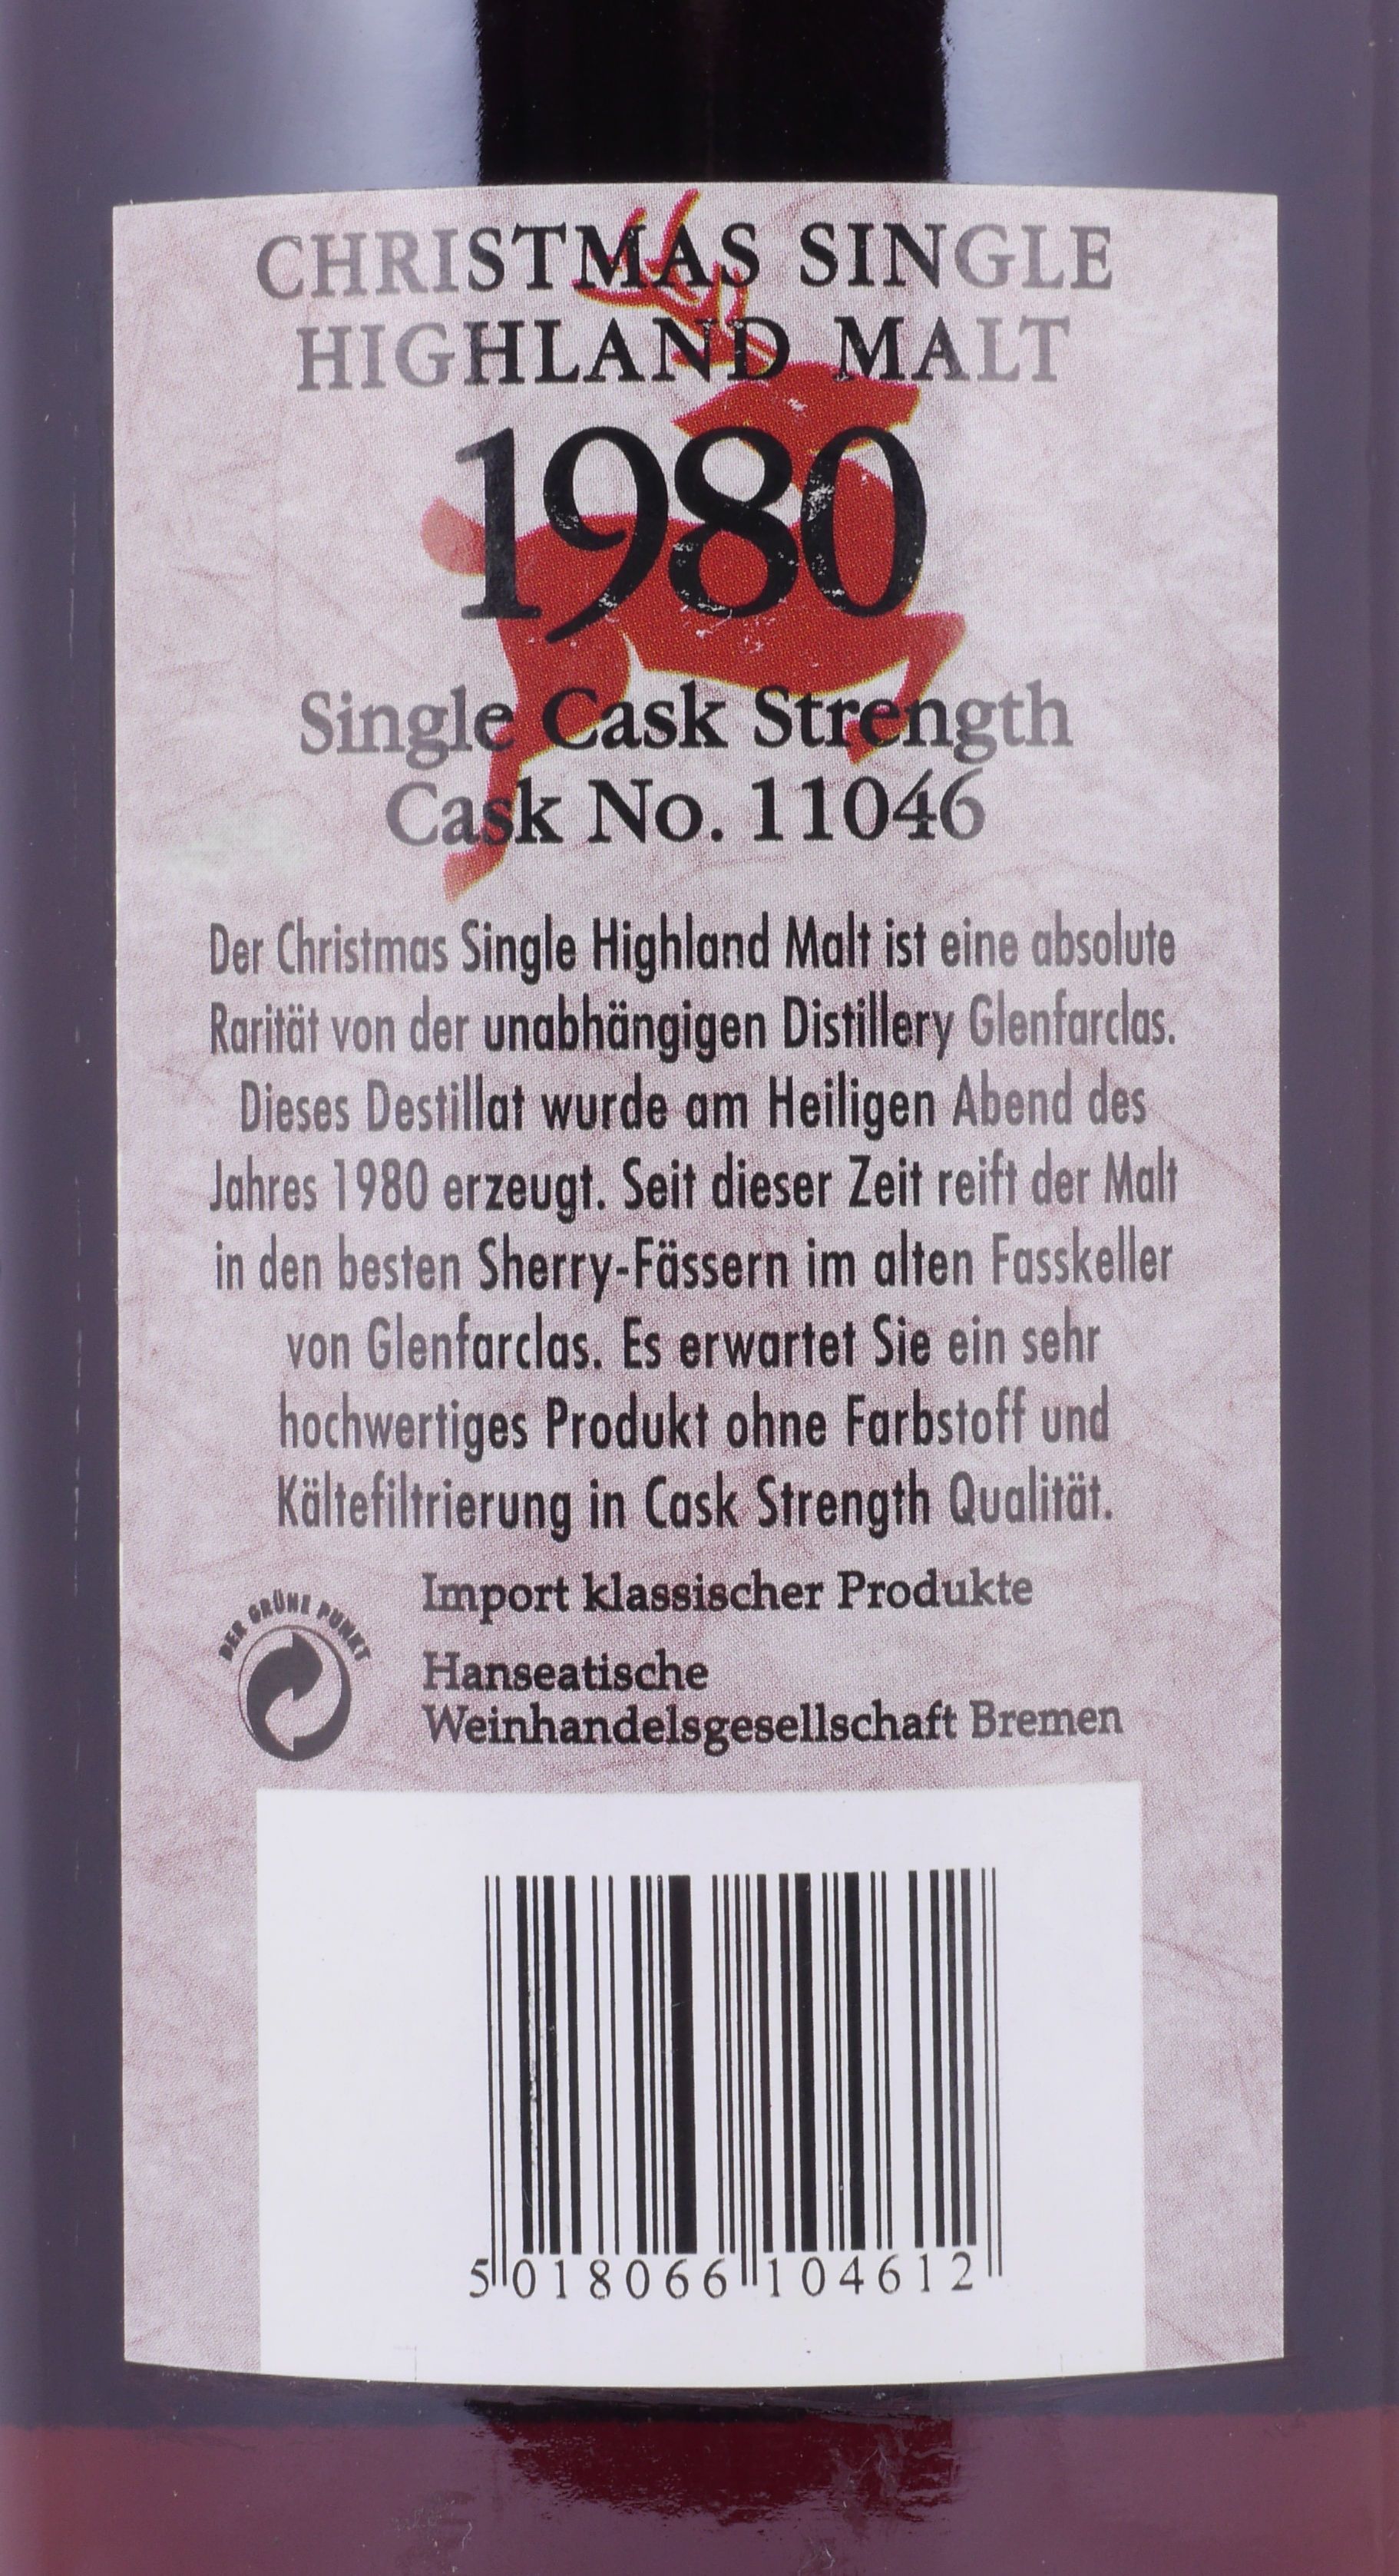 CHRISTMAS SINGLE
HIGHLAND MALT
1980
Single Cask Strength
Cask No. 11046
Der Christmas Single Highland Malt ist eine absolute
Rarität von der unabhängigen Distillery Glenfarclas.
Dieses Destillat wurde am Heiligen Abend des
Jahres 1980 erzeugt. Seit dieser Zeit reift der Malt
in den besten Sherry-Fässern im alten Fasskeller
von Glenfarclas. Es erwartet Sie ein sehr
hochwertiges Produkt ohne Farbstoff und
Kältefiltrierung in Cask Strength Qualität.
DER GRÜNE PUNKT
Import klassischer Produkte
Hanseatische
Weinhandelsgesellschaft Bremen
5 018066 104612